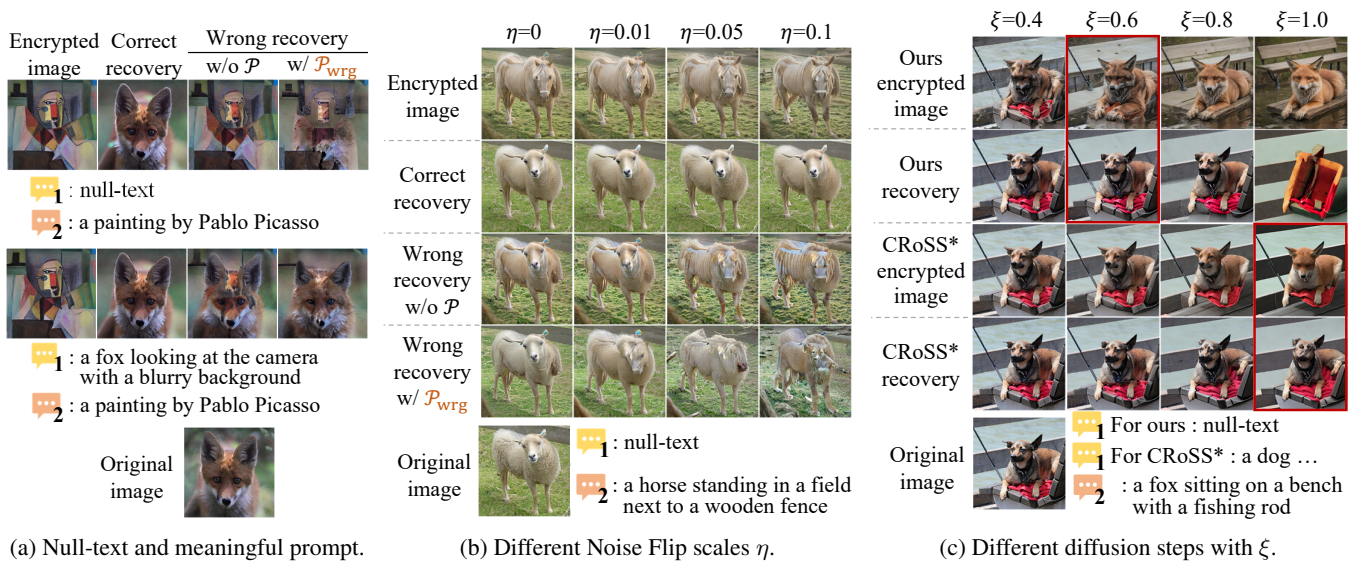 Encrypted image
Correct recovery
Wrong recovery
w/o 𝒫
w/ 𝒫wrg
1 : null-text
2 : a painting by Pablo Picasso
1 : a fox looking at the camera
with a blurry background
2 : a painting by Pablo Picasso
Original
image
(a) Null-text and meaningful prompt.
η=0 η=0.01 η=0.05 η=0.1
Encrypted
image
Correct
recovery
Wrong
recovery
w/o 𝒫
Wrong
recovery
w/ 𝒫wrg
Original
image
1 : null-text
2 : a horse standing in a field
next to a wooden fence
(b) Different Noise Flip scales η.
ξ=0.4 ξ=0.6 ξ=0.8 ξ=1.0
Ours
encrypted
image
Ours
recovery
CRoSS*
encrypted
image
CRoSS*
recovery
Original
image
1 For ours : null-text
1 For CRoSS* : a dog …
2 : a fox sitting on a bench
with a fishing rod
(c) Different diffusion steps with ξ.